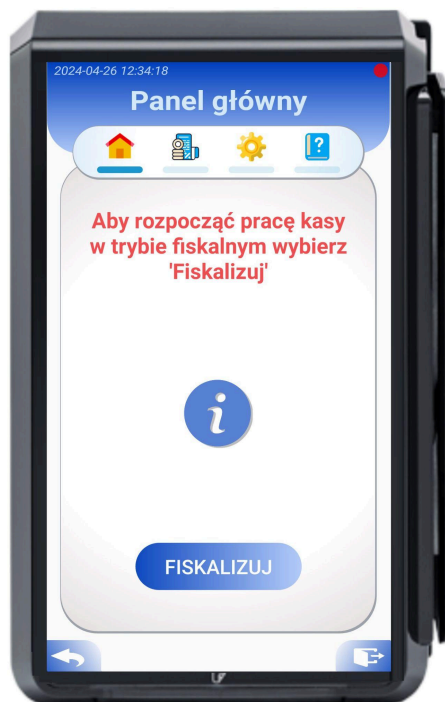 2024-04-26 12:34:18
Panel główny
Aby rozpocząć pracę kasy
w trybie fiskalnym wybierz
'Fiskalizuj'
FISKALIZUJ